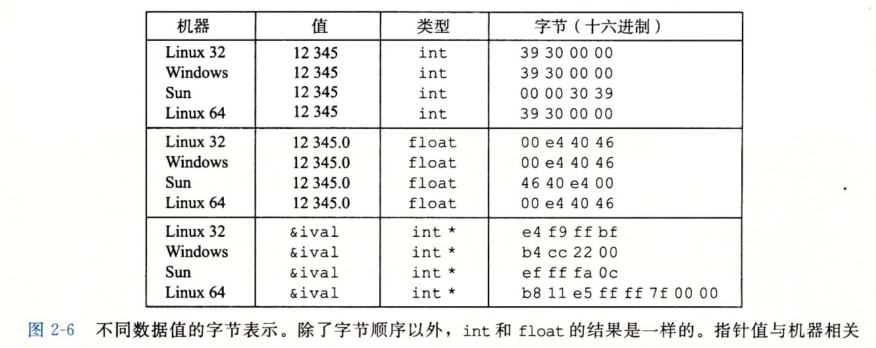 机器 值 类型 字节（十六进制）
Linux 32 12 345 int 39 30 00 00
Windows 12 345 int 39 30 00 00
Sun 12 345 int 00 00 30 39
Linux 64 12 345 int 39 30 00 00
Linux 32 12 345.0 float 00 e4 40 46
Windows 12 345.0 float 00 e4 40 46
Sun 12 345.0 float 46 40 e4 00
Linux 64 12 345.0 float 00 e4 40 46
Linux 32 &ival int * e4 f9 ff bf
Windows &ival int * b4 cc 22 00
Sun &ival int * ef ff fa 0c
Linux 64 &ival int * b8 11 e5 ff ff 7f 00 00
图 2-6 不同数据值的字节表示。除了字节顺序以外，int 和 float 的结果是一样的。指针值与机器相关